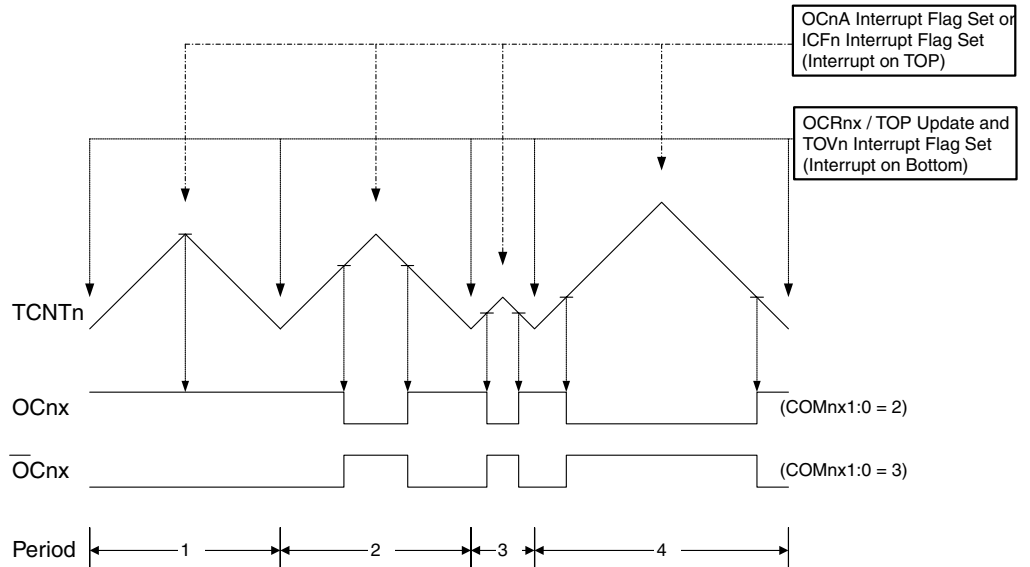 OCnA Interrupt Flag Set or
ICFn Interrupt Flag Set
(Interrupt on TOP)
OCRnx / TOP Update and
TOVn Interrupt Flag Set
(Interrupt on Bottom)
TCNTn
OCnx
(COMnx1:0 = 2)
O̅Cnx
(COMnx1:0 = 3)
Period 1 2 3 4